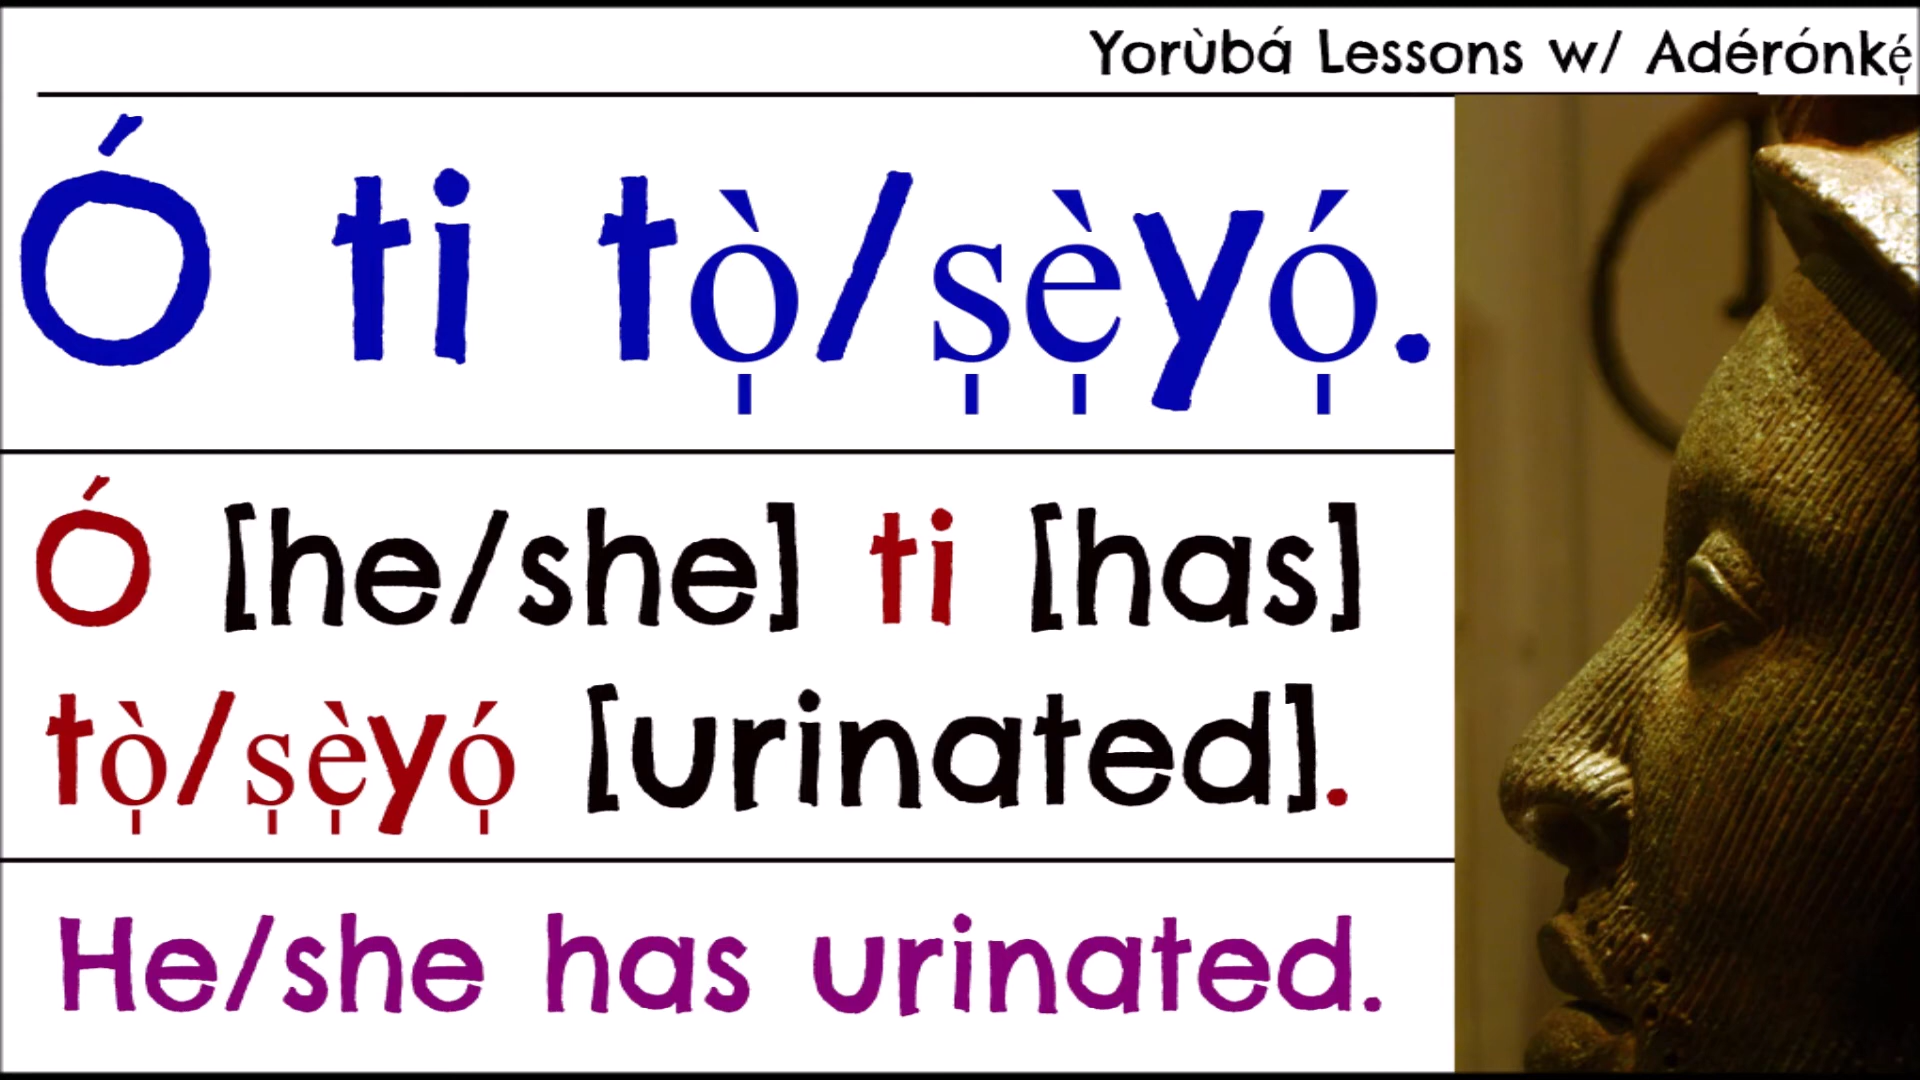 Yorùbá Lessons w/ Adérónkẹ́
Ó ti tọ̀/ṣẹ̀yọ́.
Ó [he/she] ti [has]
tọ̀/ṣẹ̀yọ́ [urinated].
He/she has urinated.